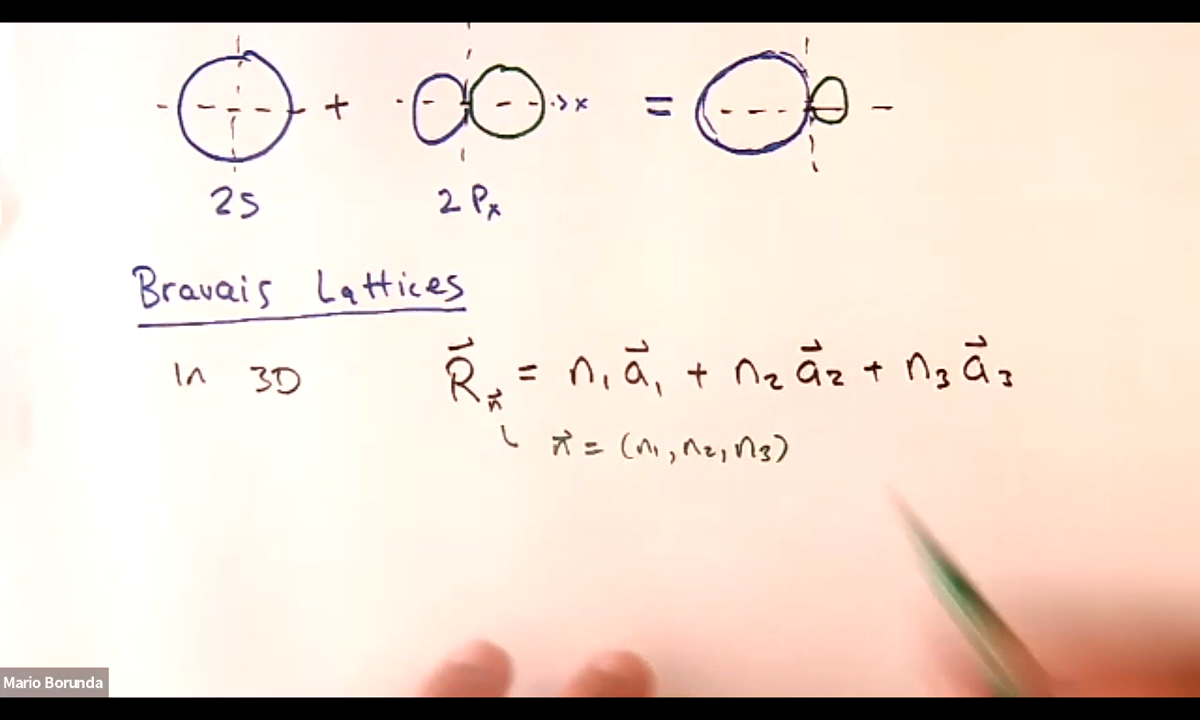 + x = -
2s 2Px
Bravais Lattices
In 3D R⃗n⃗ = n₁a⃗₁ + n₂a⃗₂ + n₃a⃗₃
n⃗ = (n₁, n₂, n₃)
Mario Borunda